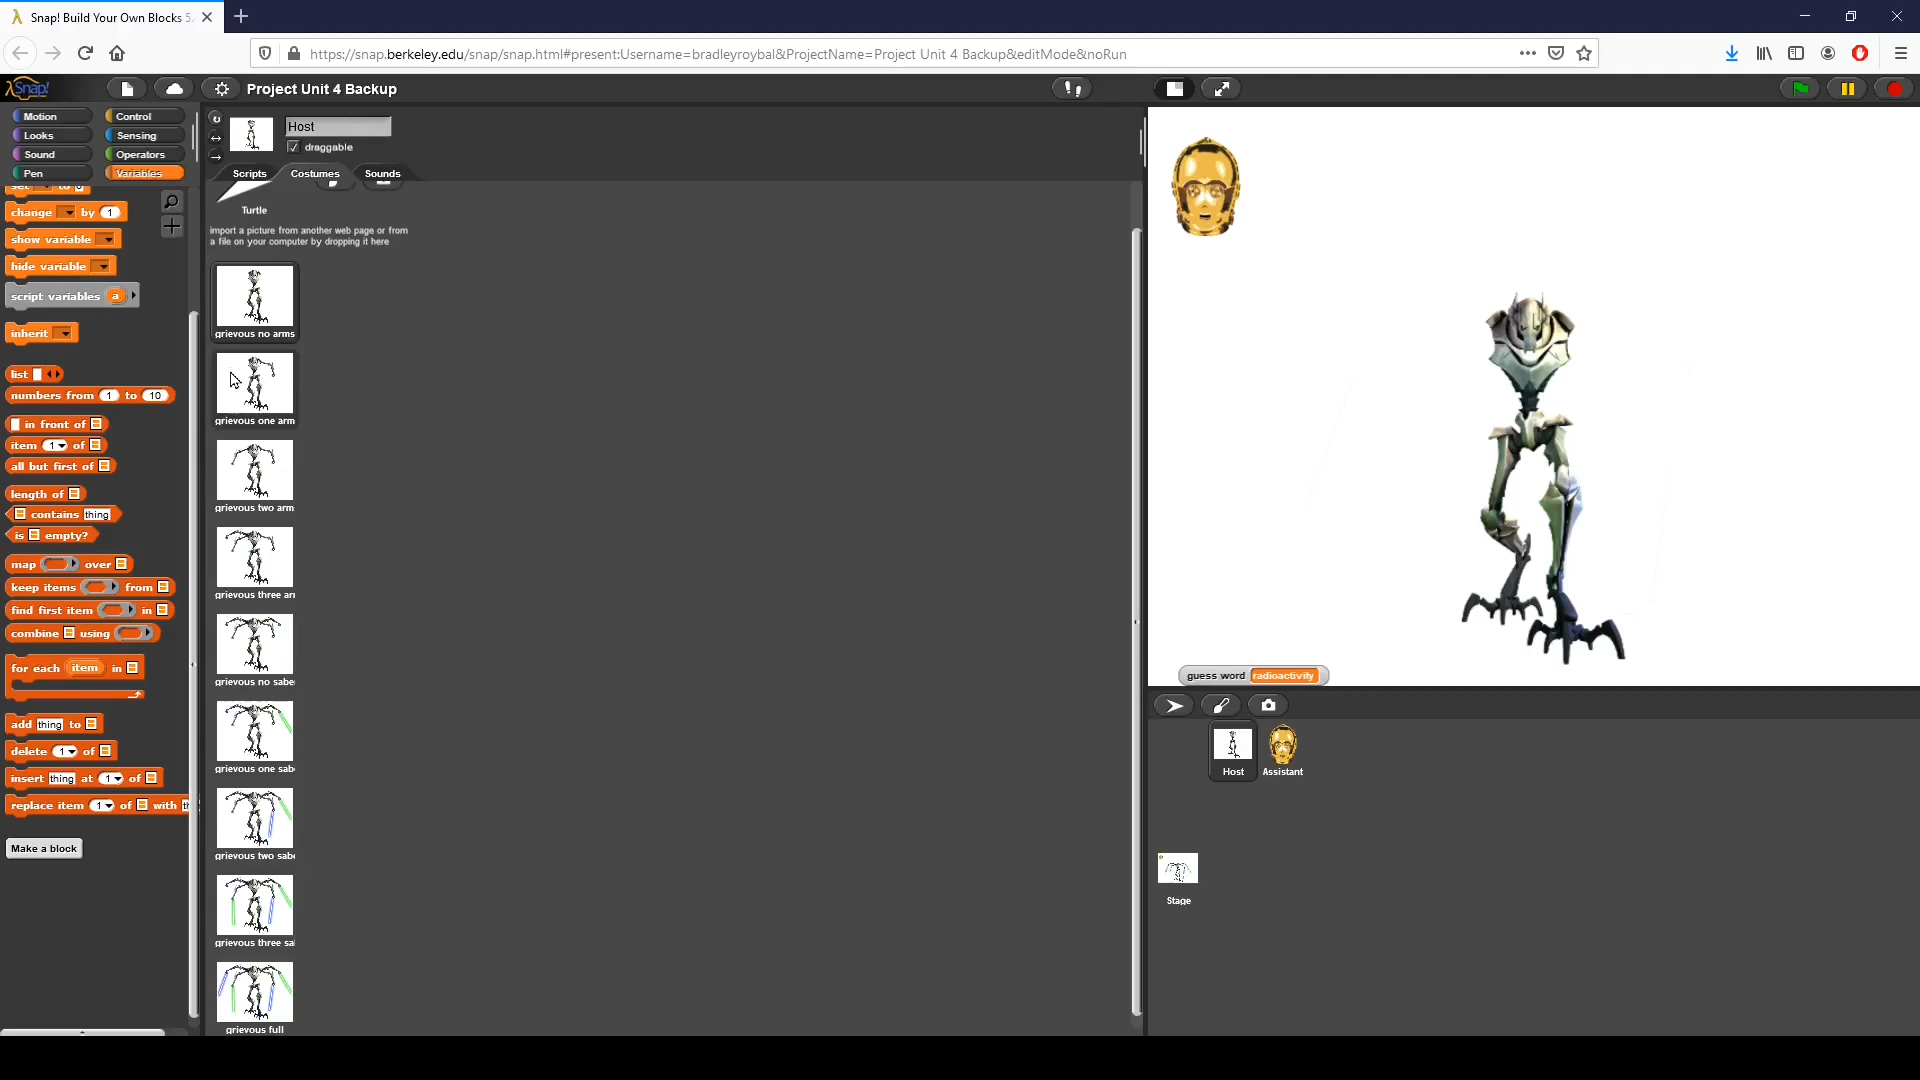 Snap! Build Your Own Blocks 5.
https://snap.berkeley.edu/snap/snap.html#present:Username=bradleyroybal&ProjectName=Project Unit 4 Backup&editMode&noRun
Snap!
Project Unit 4 Backup
Motion
Control
Looks
Sensing
Sound
Operators
Pen
Variables
Host
draggable
Scripts
Costumes
Sounds
set to 0
change by 1
show variable
hide variable
script variables a
inherit
list
numbers from 1 to 10
in front of
item 1 of
all but first of
length of
contains thing
is empty?
map over
keep items from
find first item in
combine using
for each item in
add thing to
delete 1 of
insert thing at 1 of
replace item 1 of with th
Make a block
Turtle
import a picture from another web page or from
a file on your computer by dropping it here
grievous no arms
grievous one arm
grievous two arm
grievous three arı
grievous no sabe
grievous one sab
grievous two sabe
grievous three sa
grievous full
guess word radioactivity
Host
Assistant
Stage